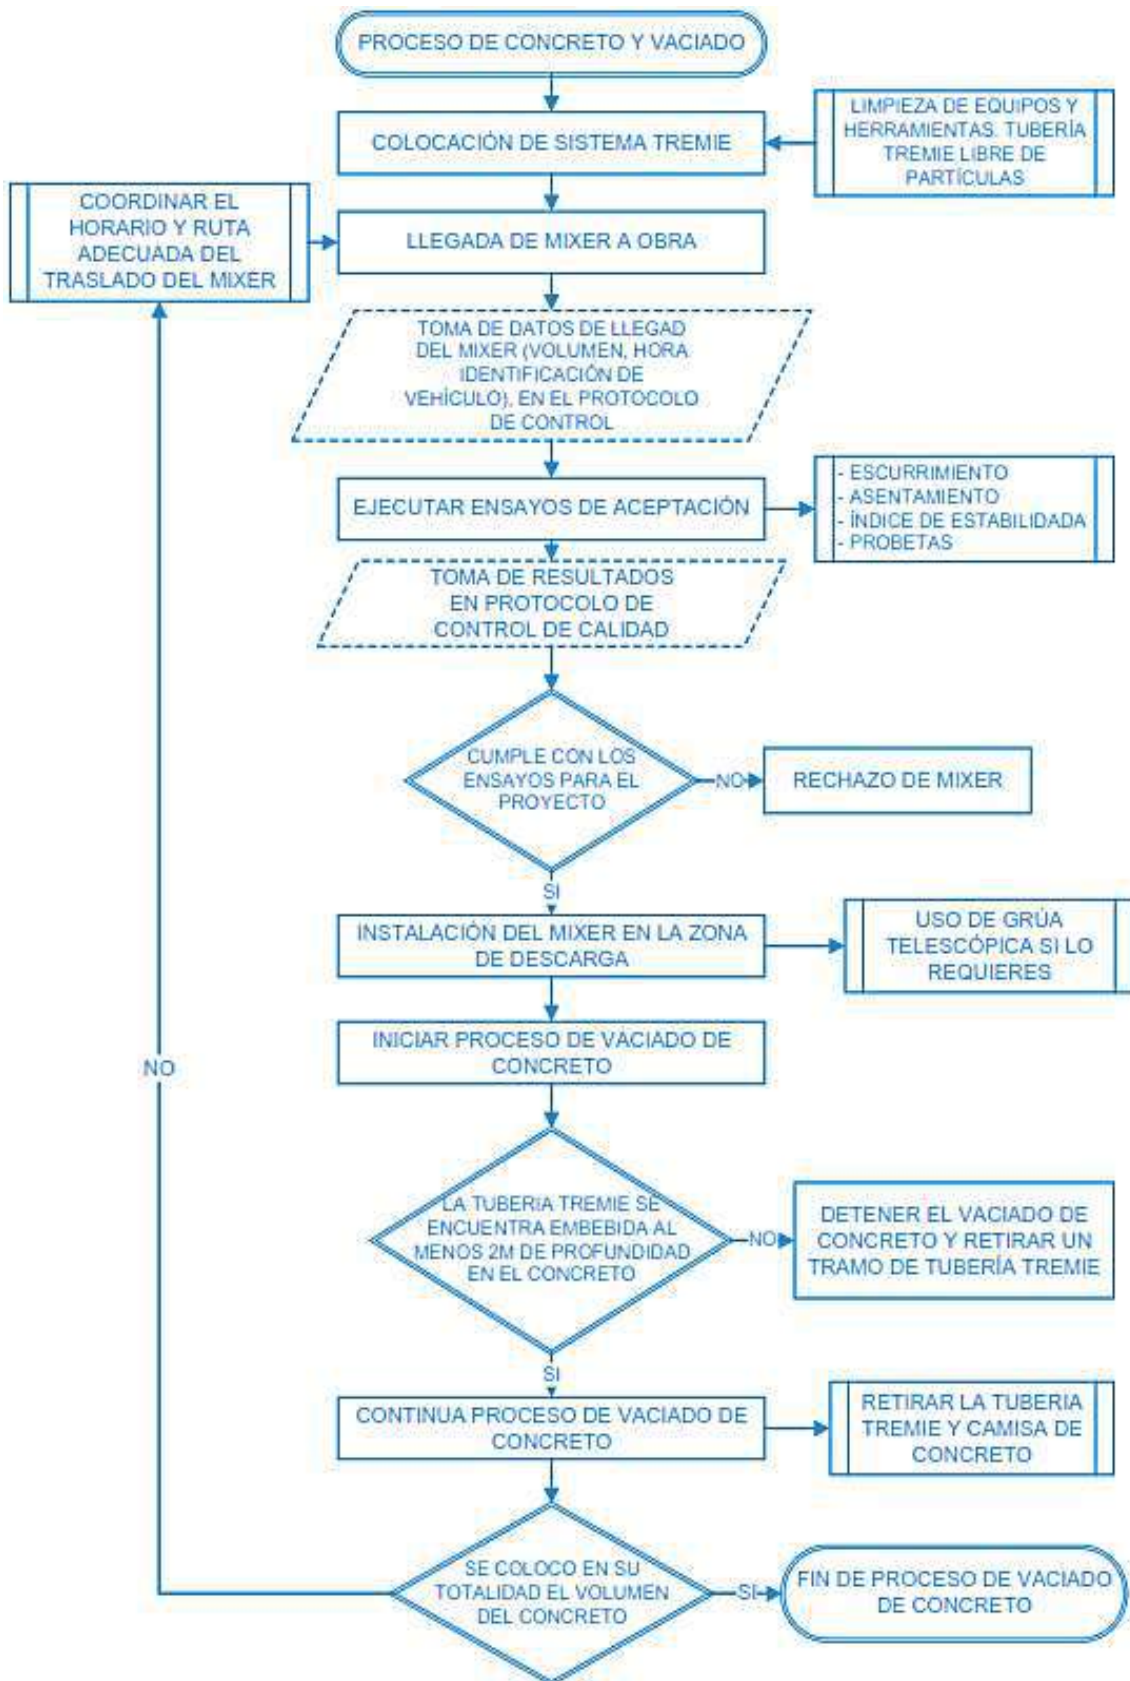 PROCESO DE CONCRETO Y VACIADO
COLOCACIÓN DE SISTEMA TREMIE
LIMPIEZA DE EQUIPOS Y
HERRAMIENTAS. TUBERÍA
TREMIE LIBRE DE
PARTÍCULAS
COORDINAR EL
HORARIO Y RUTA
ADECUADA DEL
TRASLADO DEL MIXER
LLEGADA DE MIXER A OBRA
TOMA DE DATOS DE LLEGAD
DEL MIXER (VOLUMEN, HORA
IDENTIFICACIÓN DE
VEHÍCULO), EN EL PROTOCOLO
DE CONTROL
EJECUTAR ENSAYOS DE ACEPTACIÓN
- ESCURRIMIENTO
- ASENTAMIENTO
- ÍNDICE DE ESTABILIDADA
- PROBETAS
TOMA DE RESULTADOS
EN PROTOCOLO DE
CONTROL DE CALIDAD
CUMPLE CON LOS
ENSAYOS PARA EL
PROYECTO
NO
RECHAZO DE MIXER
SI
INSTALACIÓN DEL MIXER EN LA ZONA
DE DESCARGA
USO DE GRÚA
TELESCÓPICA SI LO
REQUIERES
INICIAR PROCESO DE VACIADO DE
CONCRETO
NO
LA TUBERIA TREMIE SE
ENCUENTRA EMBEBIDA AL
MENOS 2M DE PROFUNDIDAD
EN EL CONCRETO
NO
DETENER EL VACIADO DE
CONCRETO Y RETIRAR UN
TRAMO DE TUBERÍA TREMIE
SI
CONTINUA PROCESO DE VACIADO DE
CONCRETO
RETIRAR LA TUBERIA
TREMIE Y CAMISA DE
CONCRETO
SE COLOCO EN SU
TOTALIDAD EL VOLUMEN
DEL CONCRETO
SI
FIN DE PROCESO DE VACIADO
DE CONCRETO